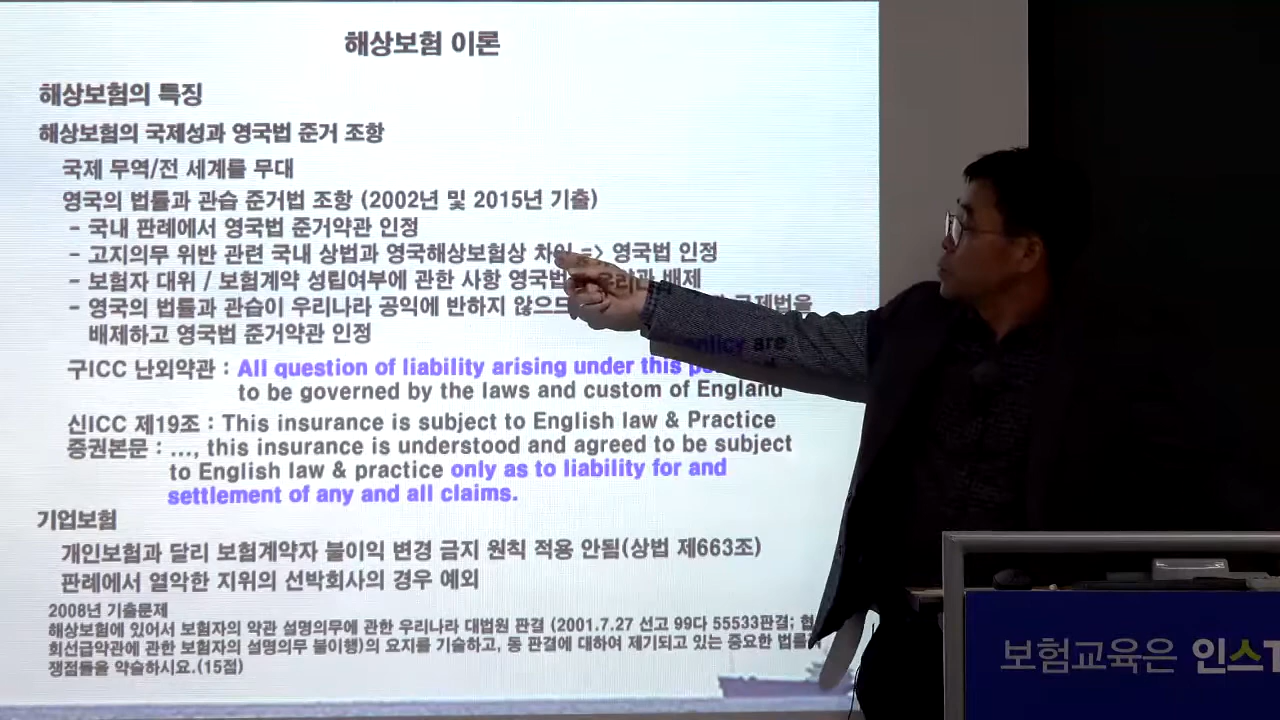 해상보험 이론
해상보험의 특징
해상보험의 국제성과 영국법 준거 조항
국제 무역/전 세계를 무대
영국의 법률과 관습 준거법 조항 (2002년 및 2015년 기출)
- 국내 판례에서 영국법 준거약관 인정
- 고지의무 위반 관련 국내 상법과 영국해상보험상 차이 => 영국법 인정
- 보험자 대위 / 보험계약 성립여부에 관한 사항 영국법 배제
- 영국의 법률과 관습이 우리나라 공익에 반하지 않으므 국제법을
배제하고 영국법 준거약관 인정
구ICC 난외약관 : All question of liability arising under this policy are
to be governed by the laws and custom of England
신ICC 제19조 : This insurance is subject to English law & Practice
증권본문 : ..., this insurance is understood and agreed to be subject
to English law & practice only as to liability for and
settlement of any and all claims.
기업보험
개인보험과 달리 보험계약자 불이익 변경 금지 원칙 적용 안됨(상법 제663조)
판례에서 열악한 지위의 선박회사의 경우 예외
2008년 기출문제
해상보험에 있어서 보험자의 약관 설명의무에 관한 우리나라 대법원 판결 (2001.7.27 선고 99다 55533판결; 협
회선급약관에 관한 보험자의 설명의무 불이행)의 요지를 기술하고, 동 판결에 대하여 제기되고 있는 중요한 법률
쟁점들을 약술하시요.(15점)
보험교육은 인스